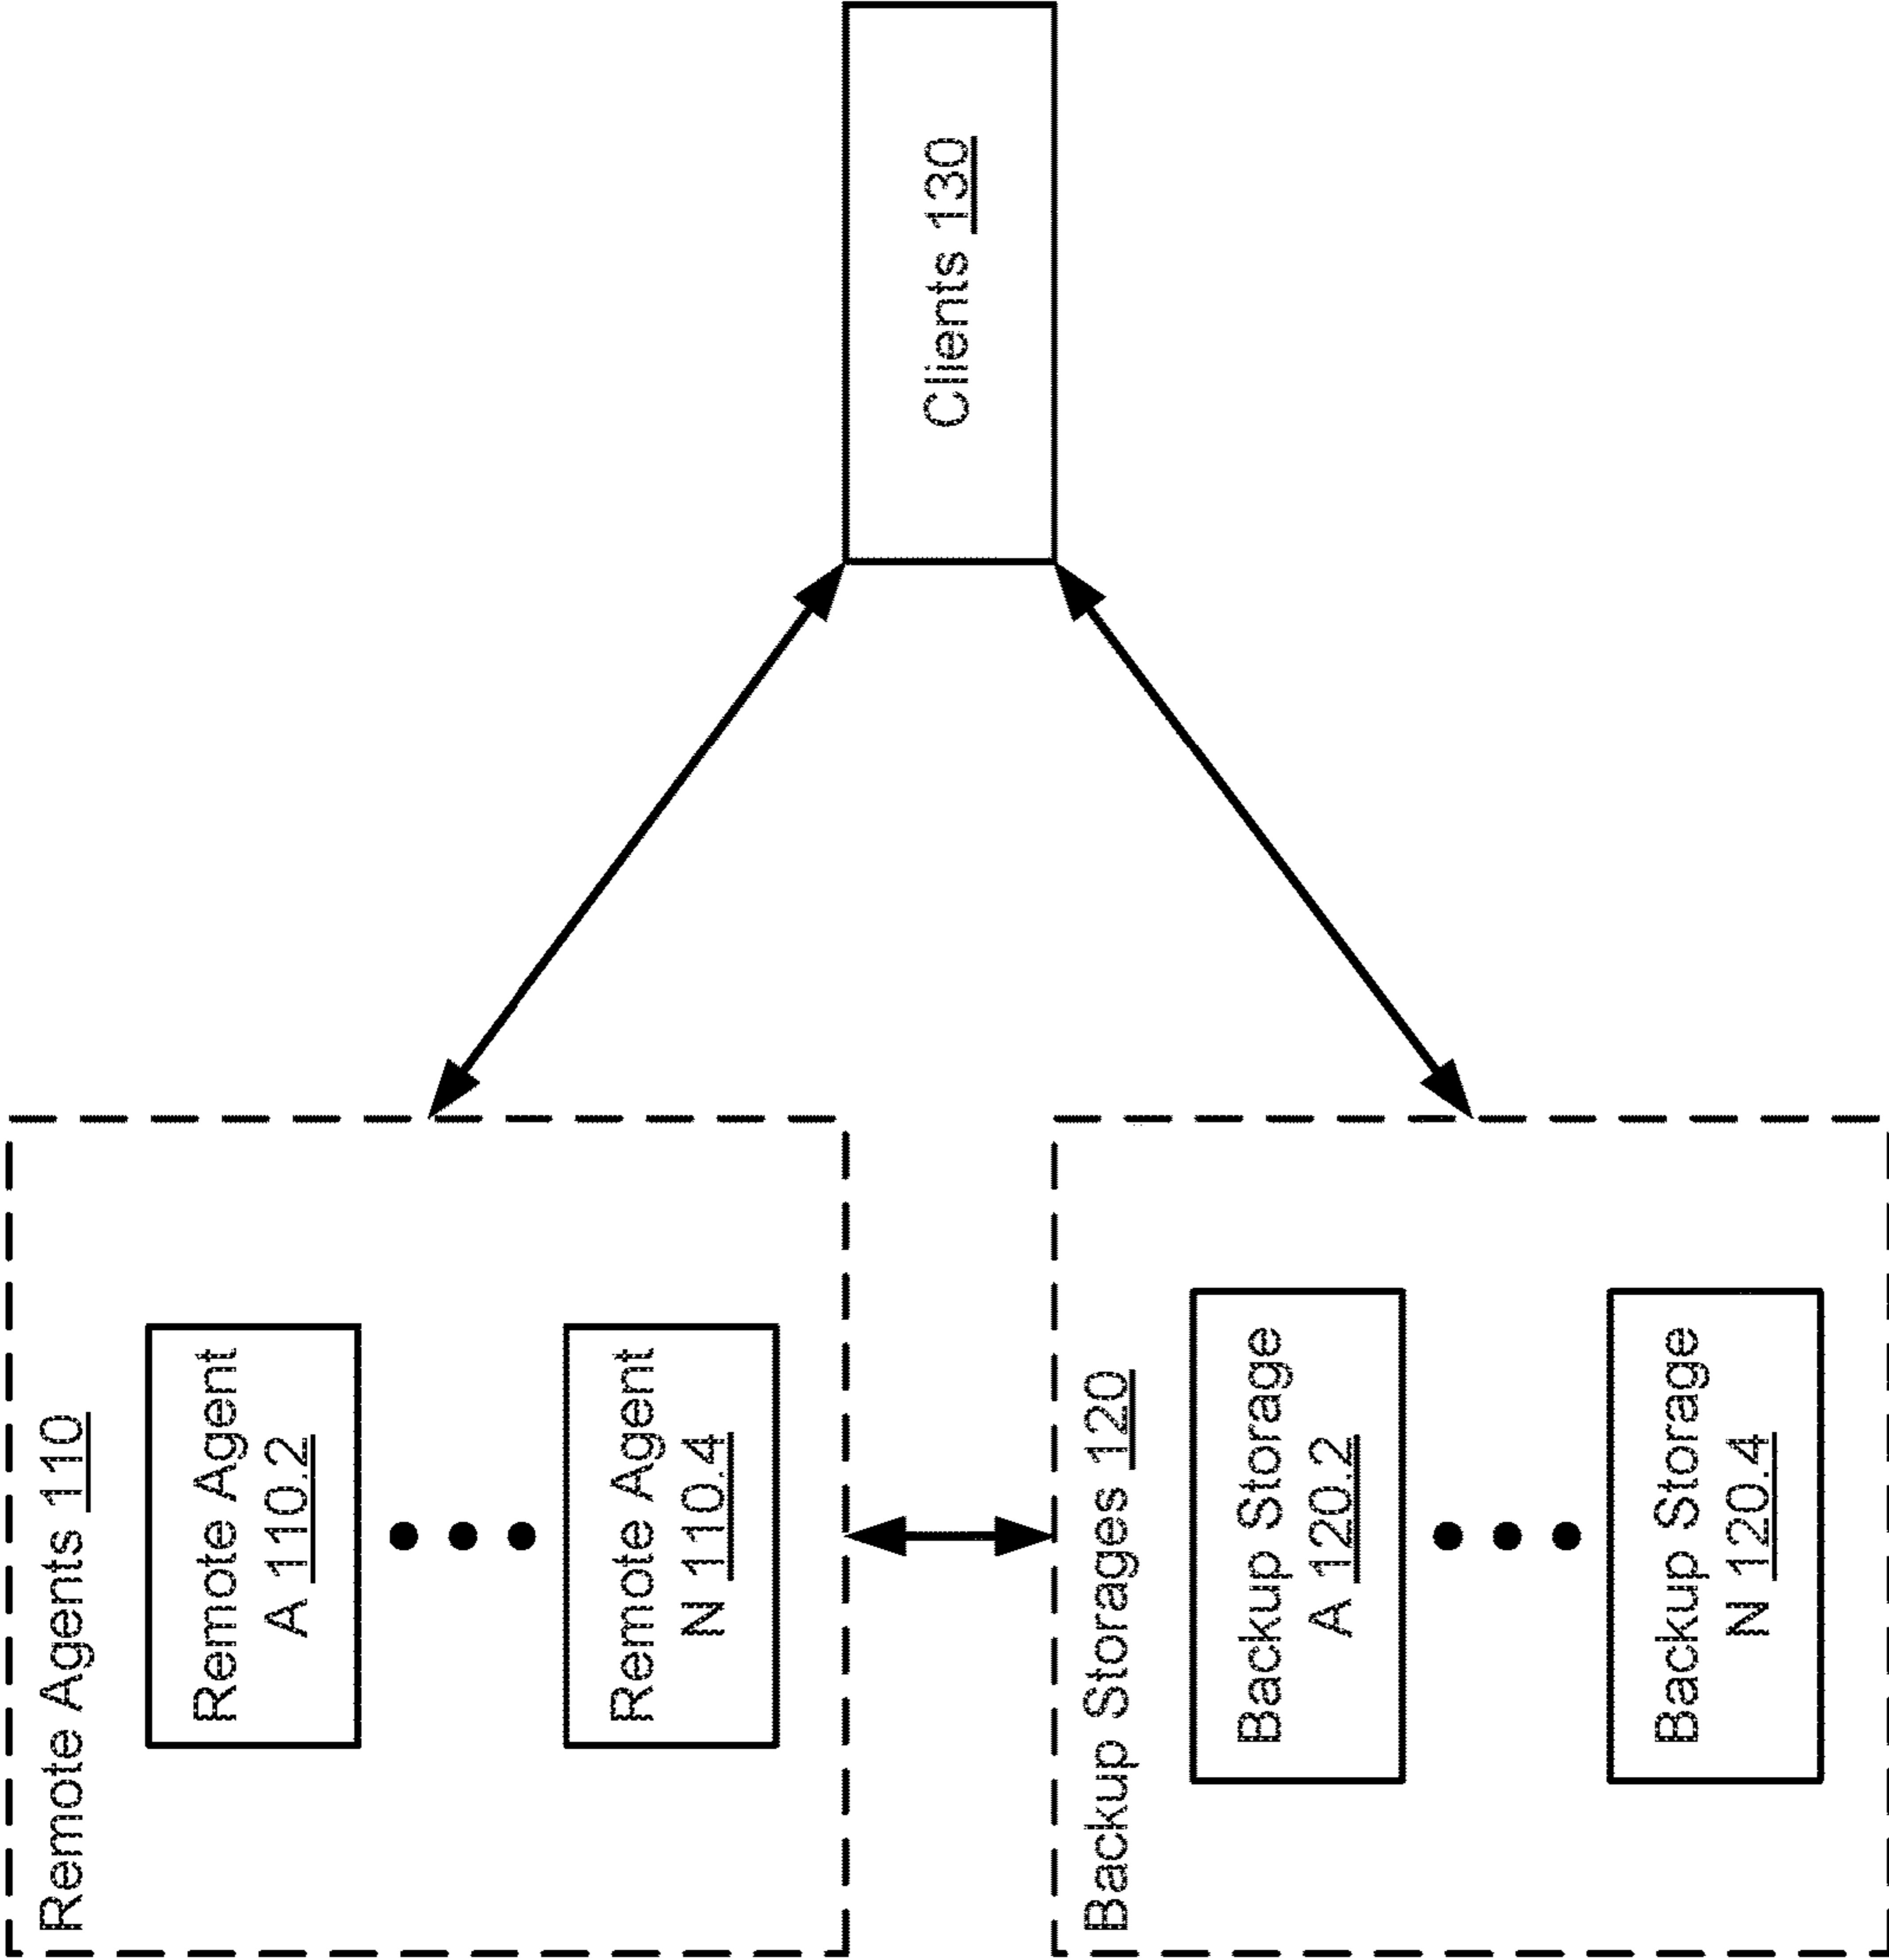 Remote Agents 110
Remote Agent
A 110.2
Remote Agent
N 110.4
Backup Storages 120
Backup Storage
A 120.2
Backup Storage
N 120.4
Clients 130